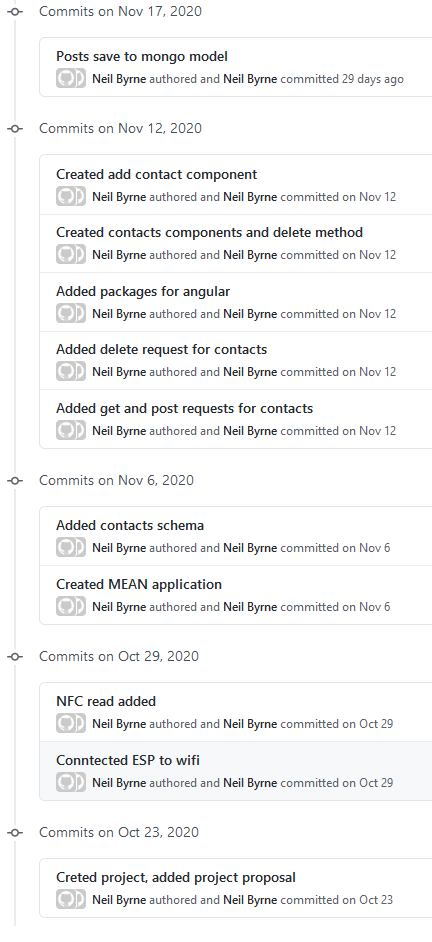 Commits on Nov 17, 2020
Posts save to mongo model
Neil Byrne authored and Neil Byrne committed 29 days ago
Commits on Nov 12, 2020
Created add contact component
Neil Byrne authored and Neil Byrne committed on Nov 12
Created contacts components and delete method
Neil Byrne authored and Neil Byrne committed on Nov 12
Added packages for angular
Neil Byrne authored and Neil Byrne committed on Nov 12
Added delete request for contacts
Neil Byrne authored and Neil Byrne committed on Nov 12
Added get and post requests for contacts
Neil Byrne authored and Neil Byrne committed on Nov 12
Commits on Nov 6, 2020
Added contacts schema
Neil Byrne authored and Neil Byrne committed on Nov 6
Created MEAN application
Neil Byrne authored and Neil Byrne committed on Nov 6
Commits on Oct 29, 2020
NFC read added
Neil Byrne authored and Neil Byrne committed on Oct 29
Conntected ESP to wifi
Neil Byrne authored and Neil Byrne committed on Oct 29
Commits on Oct 23, 2020
Creted project, added project proposal
Neil Byrne authored and Neil Byrne committed on Oct 23